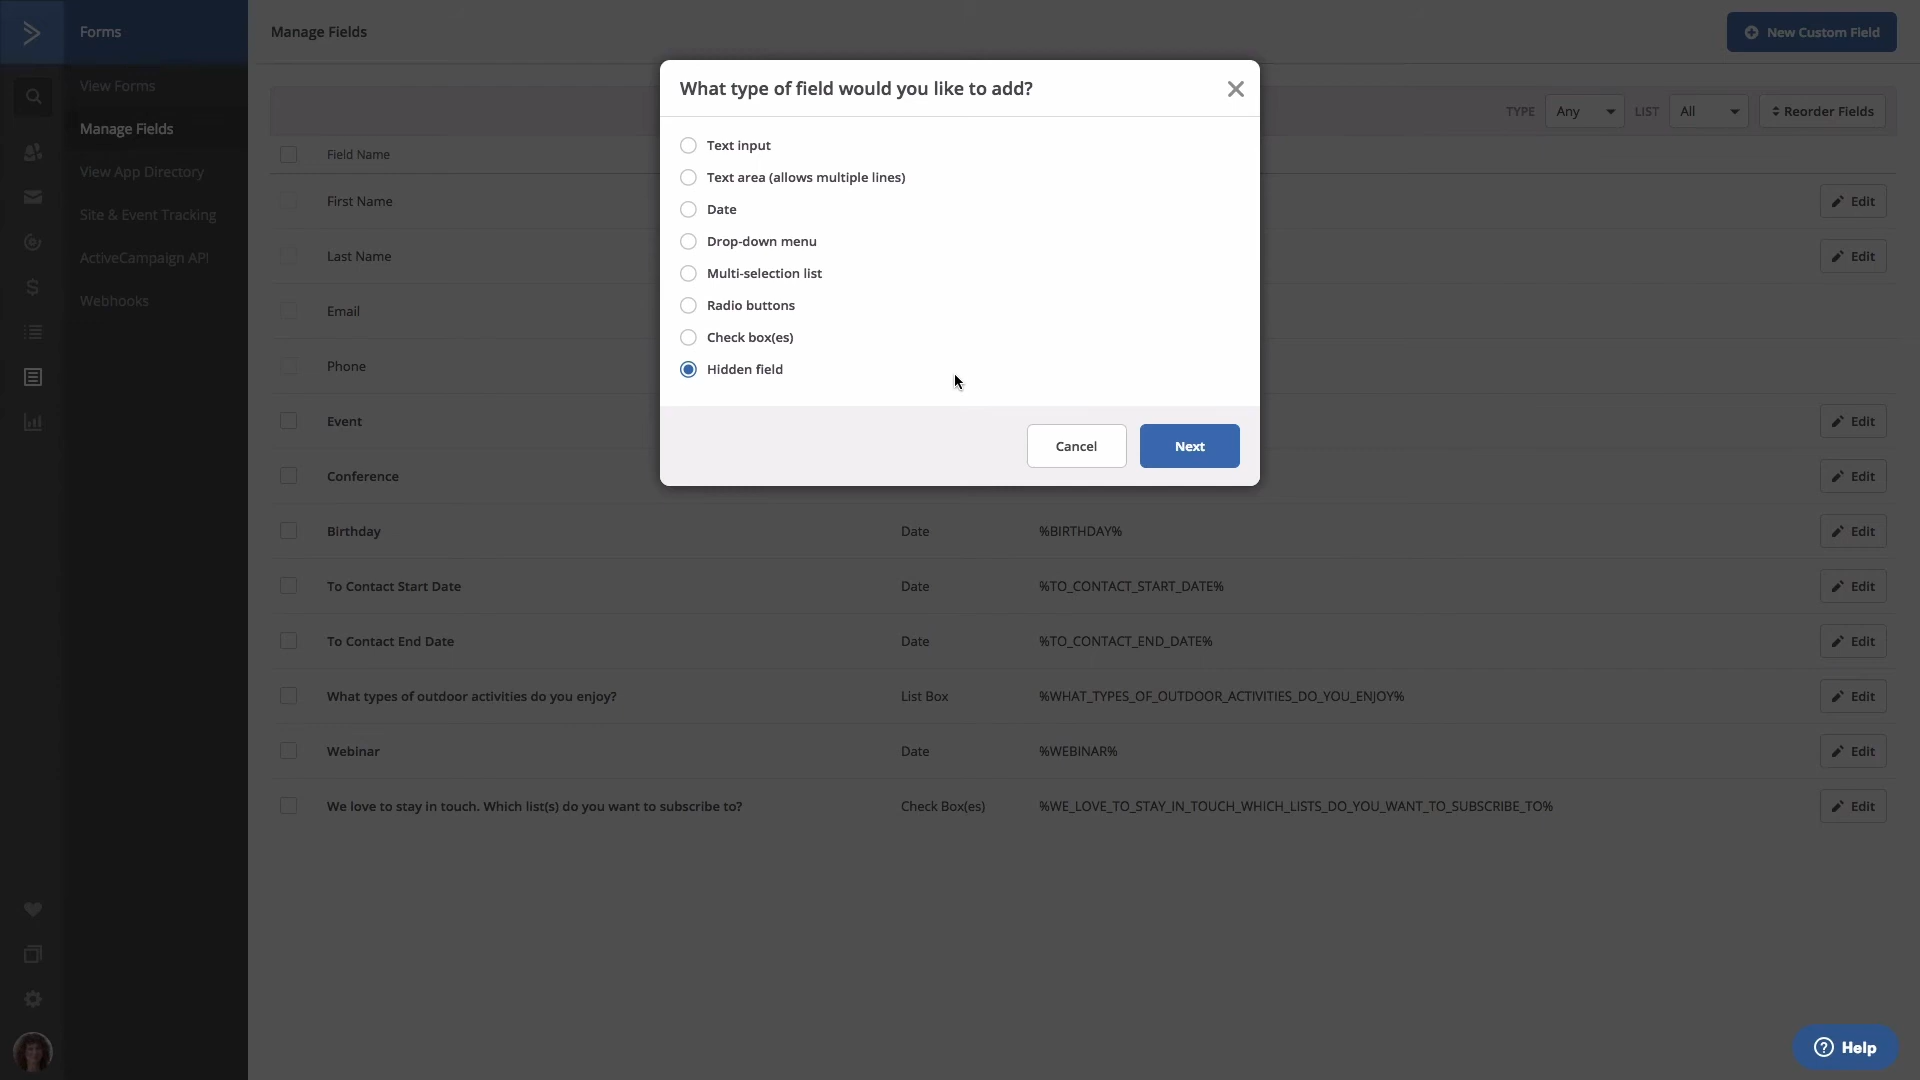 Forms
Manage Fields
New Custom Field
View Forms
Manage Fields
View App Directory
Site & Event Tracking
ActiveCampaign API
Webhooks
What type of field would you like to add?
Text input
Text area (allows multiple lines)
Date
Drop-down menu
Multi-selection list
Radio buttons
Check box(es)
Hidden field
Cancel
Next
TYPE
Any
LIST
All
Reorder Fields
Field Name
First Name
Edit
Last Name
Edit
Email
Phone
Event
Edit
Conference
Edit
Birthday Date %BIRTHDAY% Edit
To Contact Start Date Date %TO_CONTACT_START_DATE% Edit
To Contact End Date Date %TO_CONTACT_END_DATE% Edit
What types of outdoor activities do you enjoy? List Box %WHAT_TYPES_OF_OUTDOOR_ACTIVITIES_DO_YOU_ENJOY% Edit
Webinar Date %WEBINAR% Edit
We love to stay in touch. Which list(s) do you want to subscribe to? Check Box(es) %WE_LOVE_TO_STAY_IN_TOUCH_WHICH_LISTS_DO_YOU_WANT_TO_SUBSCRIBE_TO% Edit
Help